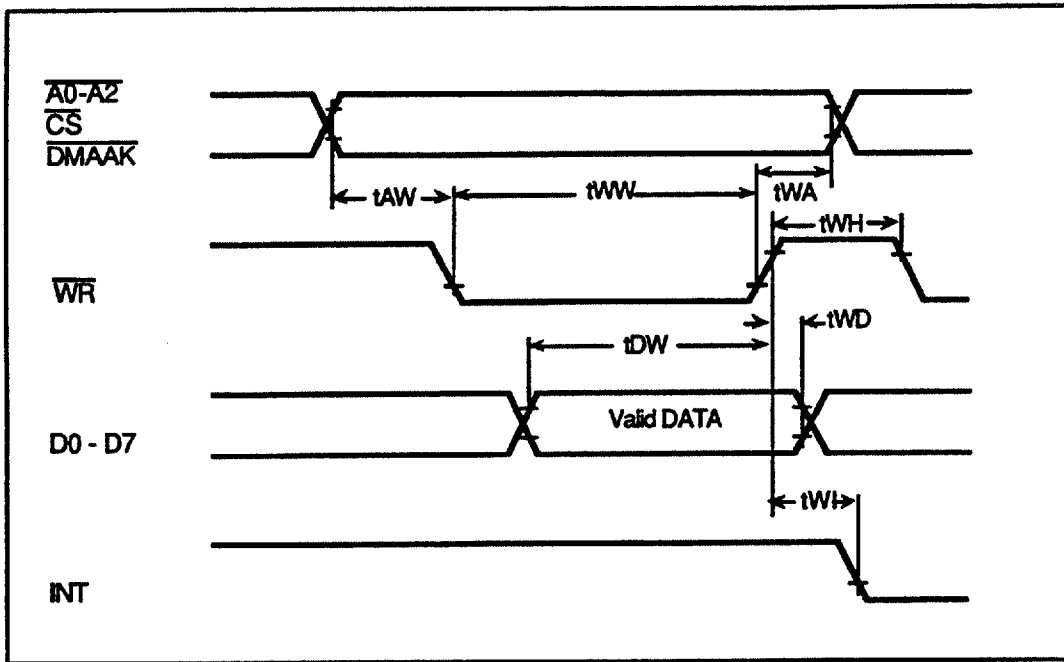 A0-A2
CS
DMAAK
tAW
tWW
tWA
tWH
WR
tWD
tDW
Valid DATA
D0 - D7
tWI
INT